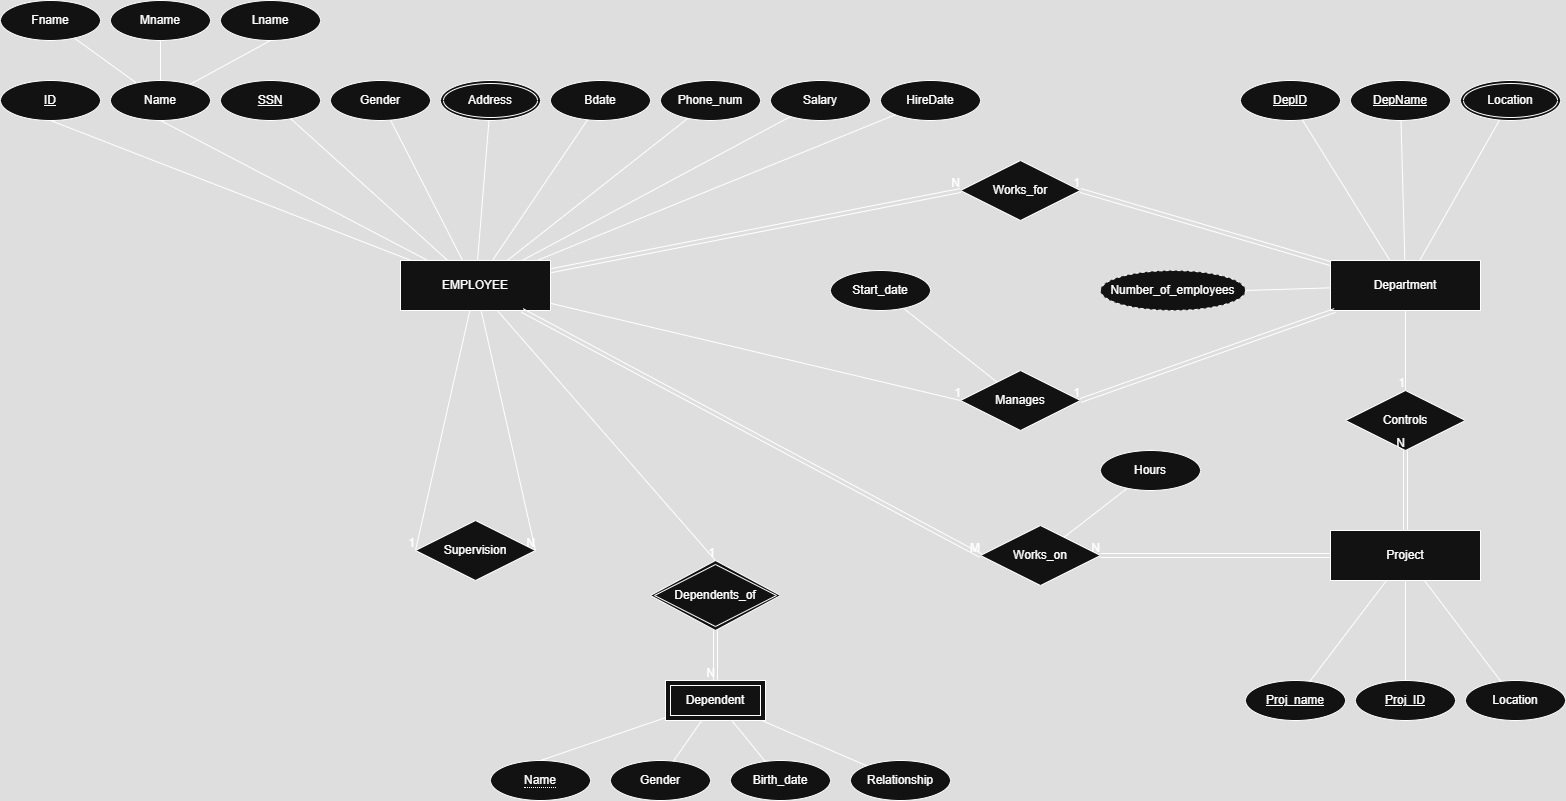 Fname
Mname
Lname
ID
Name
SSN
Gender
Address
Bdate
Phone_num
Salary
HireDate
DepID
DepName
Location
N
Works_for
1
EMPLOYEE
Start_date
Number_of_employees
Department
1
Manages
1
1
Controls
N
Hours
1
Supervision
N
1
Dependents_of
N
M
Works_on
N
Project
Dependent
Proj_name
Proj_ID
Location
Name
Gender
Birth_date
Relationship